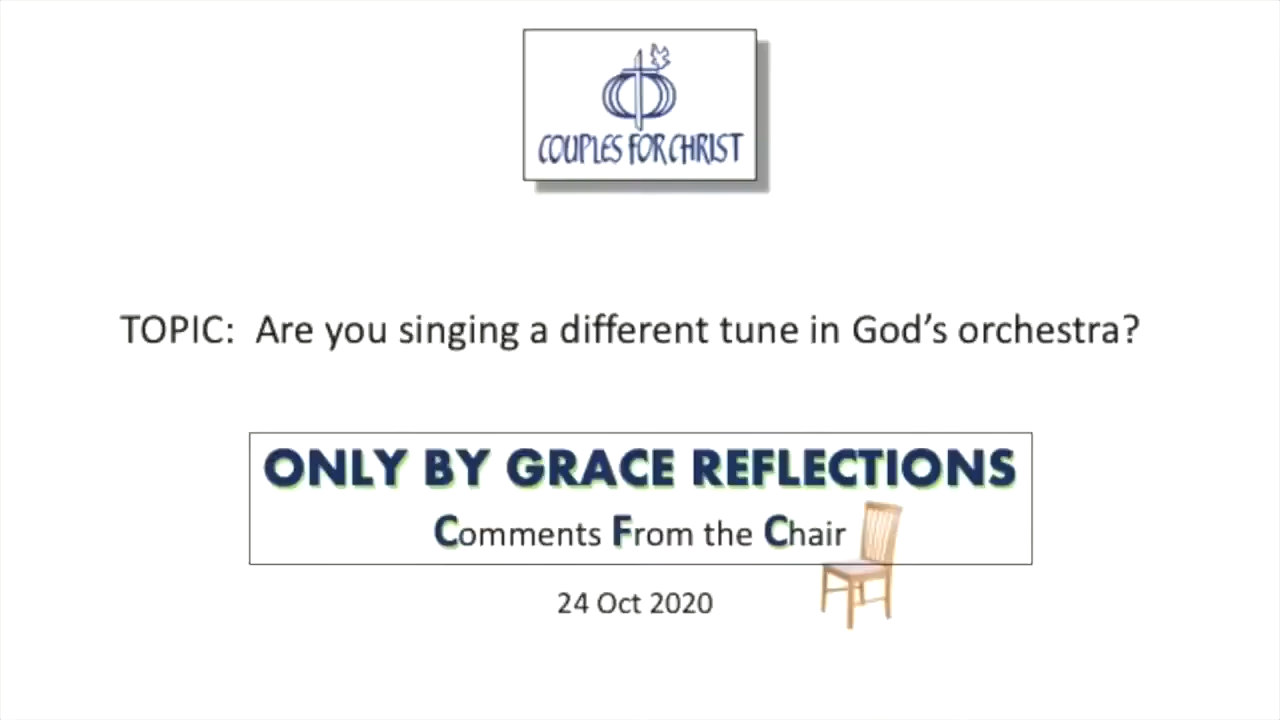 COUPLES FOR CHRIST
TOPIC: Are you singing a different tune in God's orchestra?
ONLY BY GRACE REFLECTIONS
Comments From the Chair
24 Oct 2020